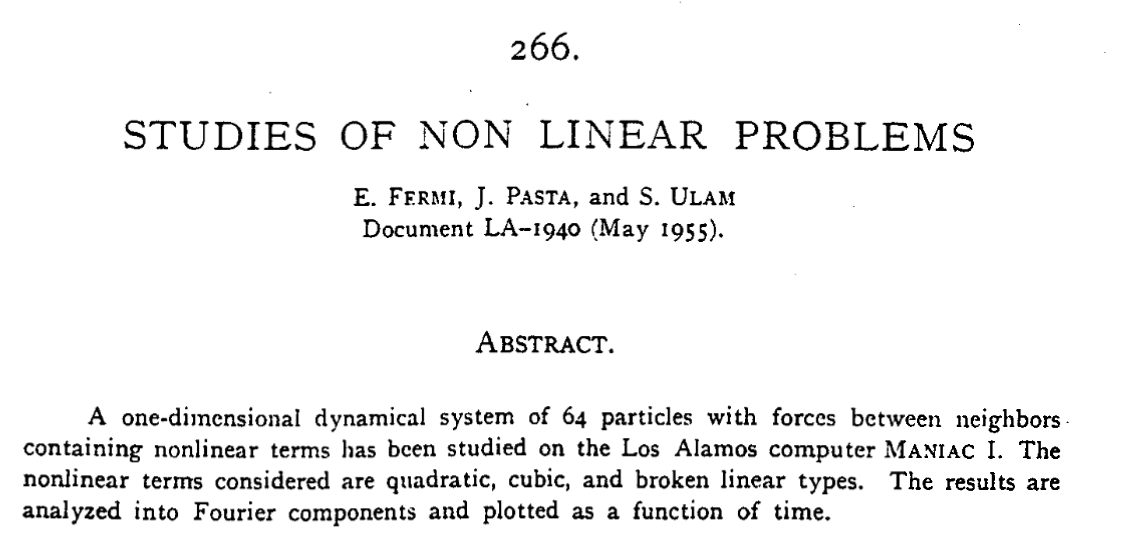 266.
STUDIES OF NON LINEAR PROBLEMS
E. FERMI, J. PASTA, and S. ULAM
Document LA-1940 (May 1955).
ABSTRACT.
A one-dimensional dynamical system of 64 particles with forces between neighbors
containing nonlinear terms has been studied on the Los Alamos computer MANIAC I. The
nonlinear terms considered are quadratic, cubic, and broken linear types. The results are
analyzed into Fourier components and plotted as a function of time.